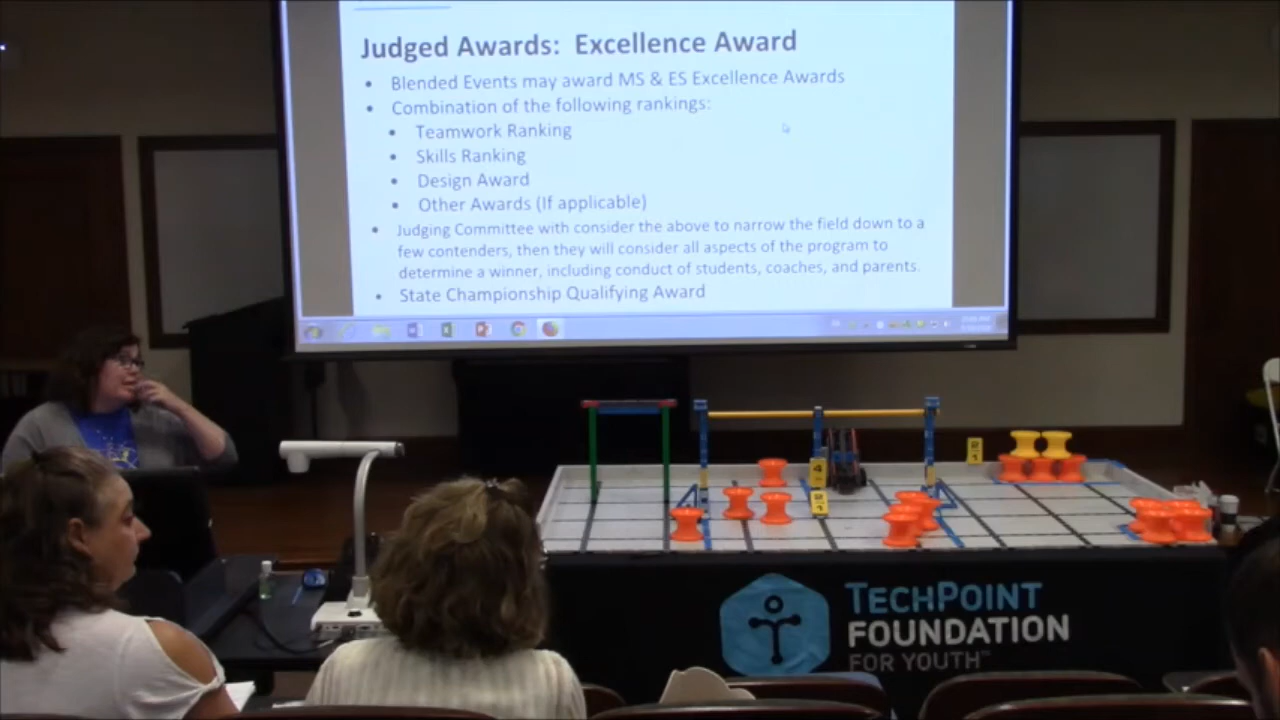 Judged Awards: Excellence Award
• Blended Events may award MS & ES Excellence Awards
• Combination of the following rankings:
• Teamwork Ranking
• Skills Ranking
• Design Award
• Other Awards (If applicable)
• Judging Committee with consider the above to narrow the field down to a
few contenders, then they will consider all aspects of the program to
determine a winner, including conduct of students, coaches, and parents.
• State Championship Qualifying Award
4
TECHPOINT
FOUNDATION
FOR YOUTH